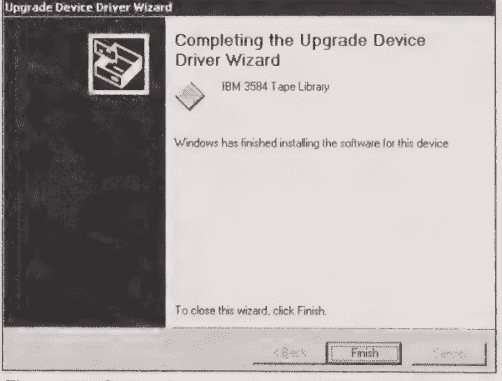 Upgrade Device Driver Wizard
Completing the Upgrade Device
Driver Wizard
IBM 3584 Tape Library
Windows has finished installing the software for this device
To close this wizard, click Finish.
< Back
Finish
Cancel